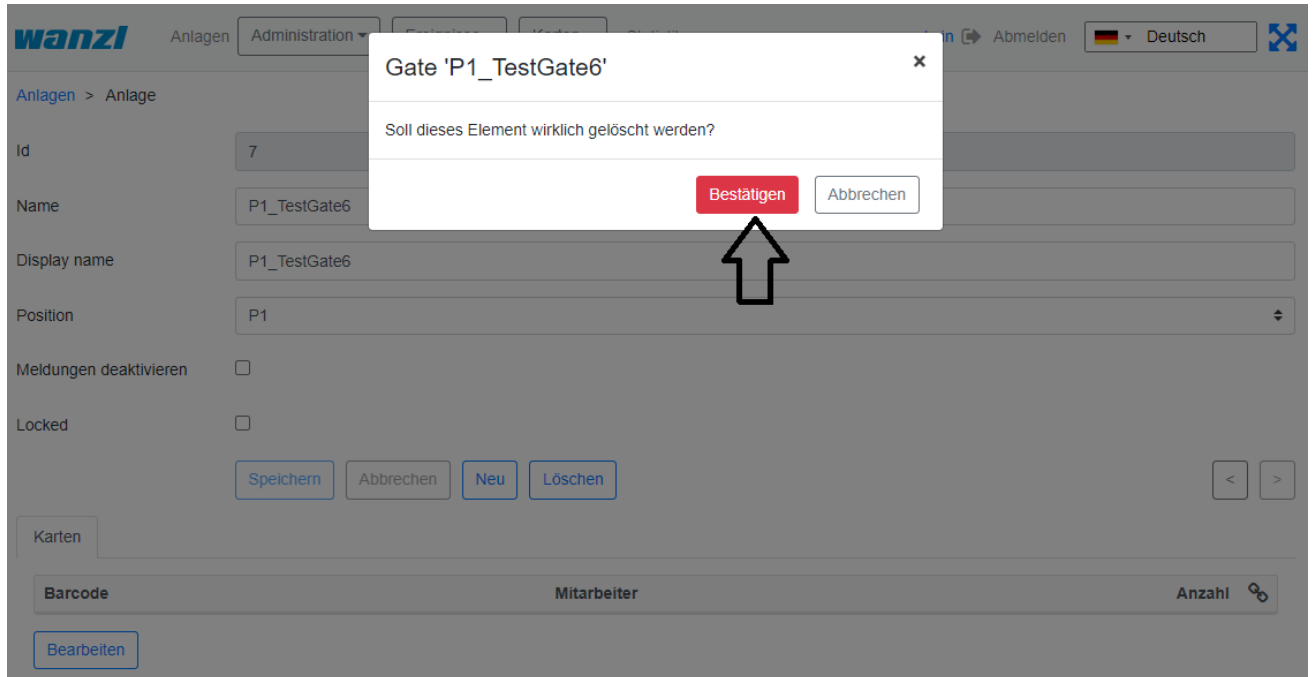 wanzl Anlagen Administration Abmelden Deutsch
Gate 'P1_TestGate6' ×
Anlagen > Anlage
Soll dieses Element wirklich gelöscht werden?
Id 7
Bestätigen Abbrechen
Name P1_TestGate6
Display name P1_TestGate6
Position P1
Meldungen deaktivieren
Locked
Speichern Abbrechen Neu Löschen < >
Karten
Barcode Mitarbeiter Anzahl
Bearbeiten